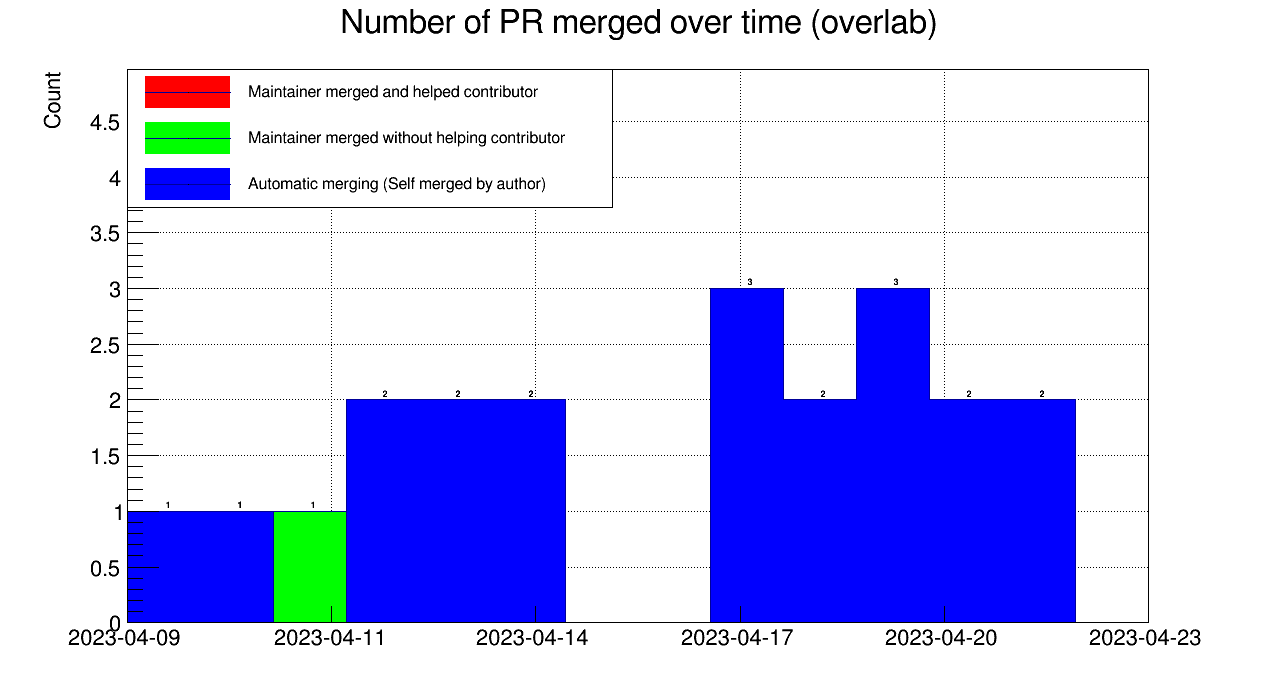 Number of PR merged over time (overlab)
Count
Maintainer merged and helped contributor
Maintainer merged without helping contributor
Automatic merging (Self merged by author)
4.5
4
3.5
3
2.5
2
1.5
1
0.5
0
1 1 1 2 2 2 3 2 3 2 2
2023-04-09 2023-04-11 2023-04-14 2023-04-17 2023-04-20 2023-04-23